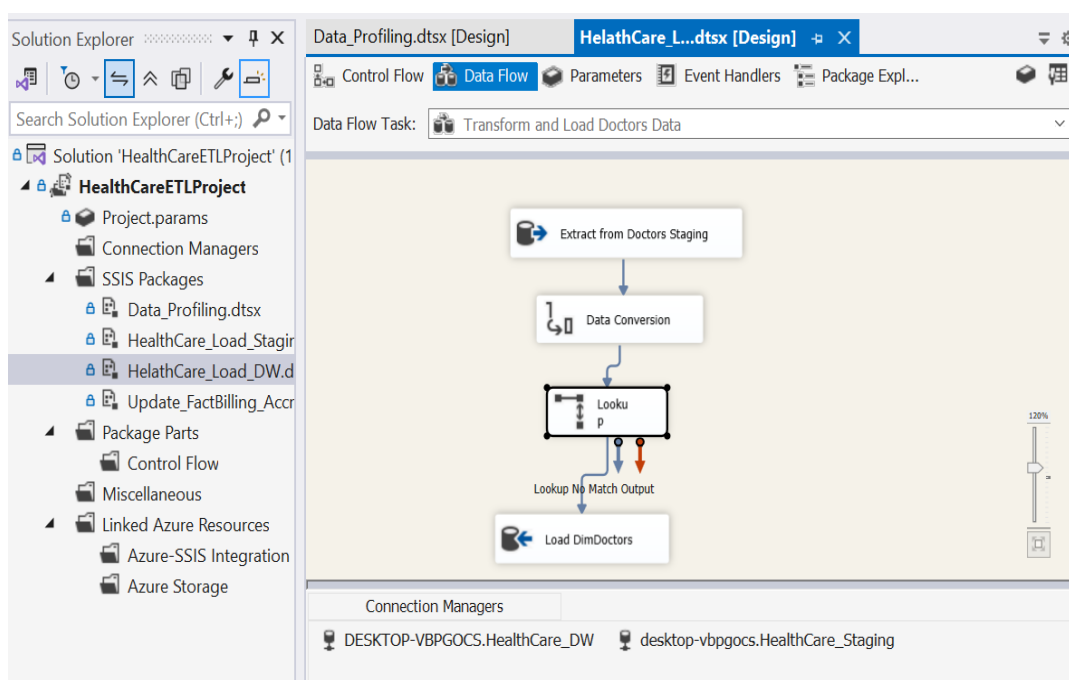 Solution Explorer
Search Solution Explorer (Ctrl+;)
Solution 'HealthCareETLProject' (1
HealthCareETLProject
Project.params
Connection Managers
SSIS Packages
Data_Profiling.dtsx
HealthCare_Load_Stagin
HelathCare_Load_DW.d
Update_FactBilling_Accr
Package Parts
Control Flow
Miscellaneous
Linked Azure Resources
Azure-SSIS Integration
Azure Storage
Data_Profiling.dtsx [Design]
HelathCare_L...dtsx [Design]
Control Flow
Data Flow
Parameters
Event Handlers
Package Expl...
Data Flow Task:
Transform and Load Doctors Data
Extract from Doctors Staging
Data Conversion
Looku
p
Lookup No Match Output
Load DimDoctors
120%
Connection Managers
DESKTOP-VBPGOCS.HealthCare_DW
desktop-vbpgocs.HealthCare_Staging